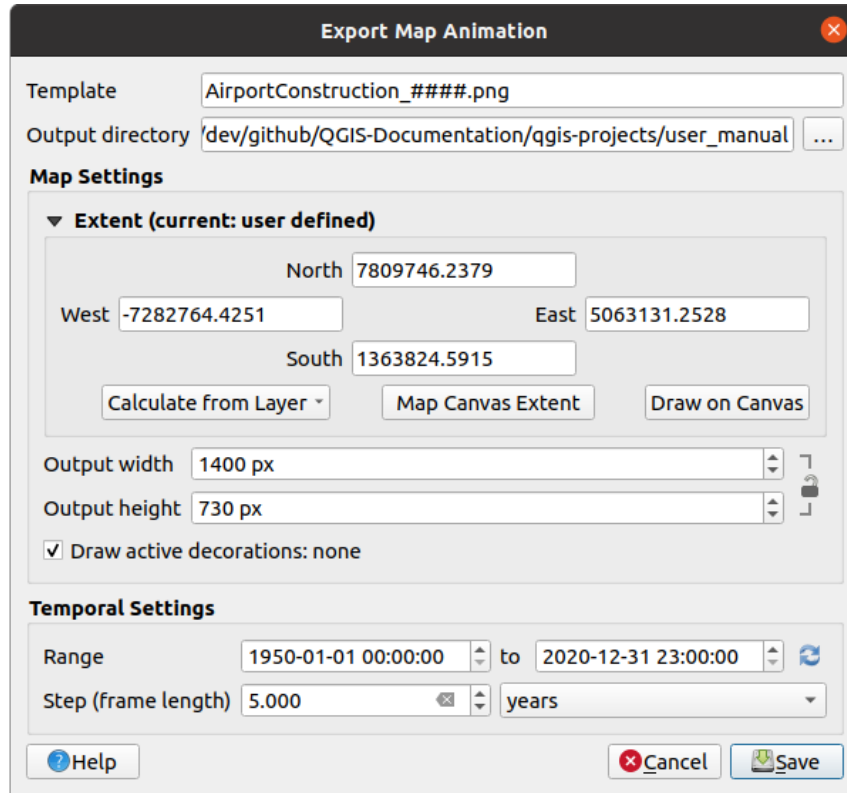 Export Map Animation
Template AirportConstruction_####.png
Output directory /dev/github/QGIS-Documentation/qgis-projects/user_manual ...
Map Settings
Extent (current: user defined)
North 7809746.2379
West -7282764.4251 East 5063131.2528
South 1363824.5915
Calculate from Layer Map Canvas Extent Draw on Canvas
Output width 1400 px
Output height 730 px
Draw active decorations: none
Temporal Settings
Range 1950-01-01 00:00:00 to 2020-12-31 23:00:00
Step (frame length) 5.000 years
Help Cancel Save